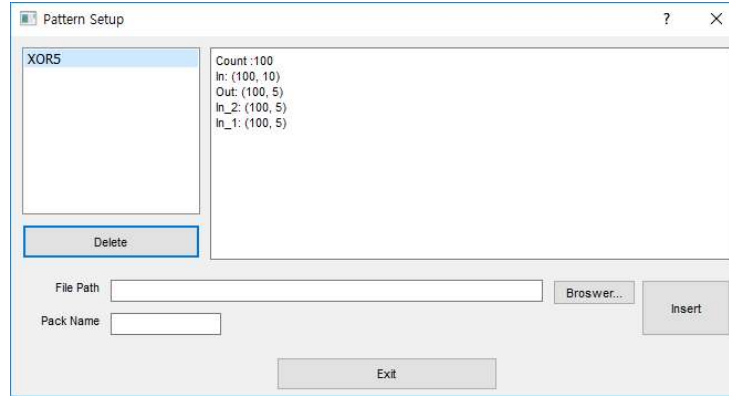 Pattern Setup
?
XOR5
Count :100
In: (100, 10)
Out: (100, 5)
In_2: (100, 5)
In_1: (100, 5)
Delete
File Path
Broswer...
Insert
Pack Name
Exit